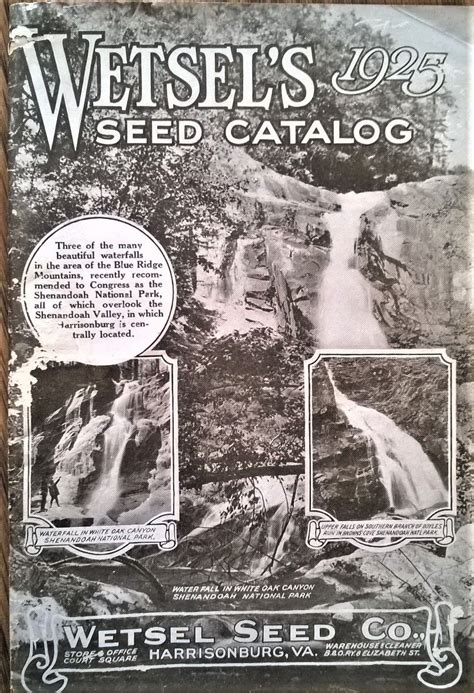 WETSEL'S 1925
SEED CATALOG
Three of the many
beautiful waterfalls
in the area of the Blue Ridge
Mountains, recently recom-
mended to Congress as the
Shenandoah National Park,
all of which overlook the
Shenandoah Valley, in which
Harrisonburg is cen-
trally located.
WATERFALL IN WHITE OAK CANYON
SHENANDOAH NATIONAL PARK.
UPPER FALLS ON SOUTHERN BRANCH OF DOYLES
RUN IN BROWNS COVE SHENANDOAH NATL PARK.
WATER FALL IN WHITE OAK CANYON
SHENANDOAH NATIONAL PARK
WETSEL SEED CO.,
STORE & OFFICE
COURT SQUARE
HARRISONBURG, VA.
WAREHOUSE & CLEANER
B.&O.RY. & ELIZABETH ST.